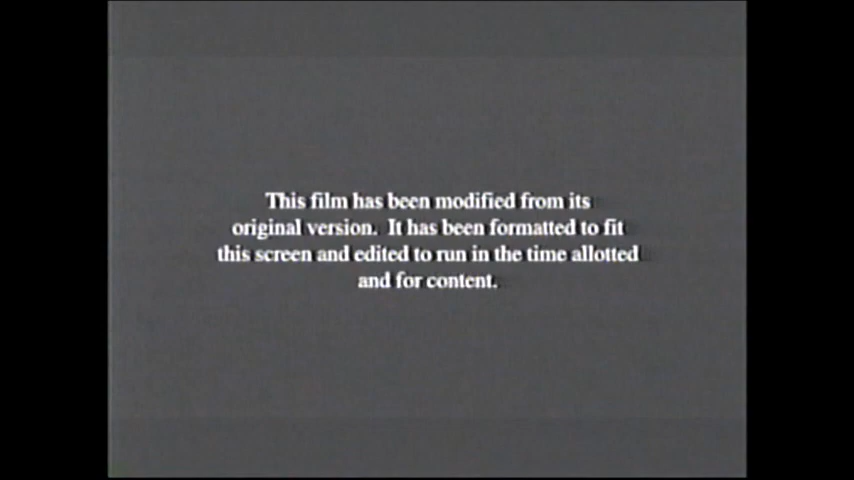 This film has been modified from its
original version. It has been formatted to fit
this screen and edited to run in the time allotted
and for content.